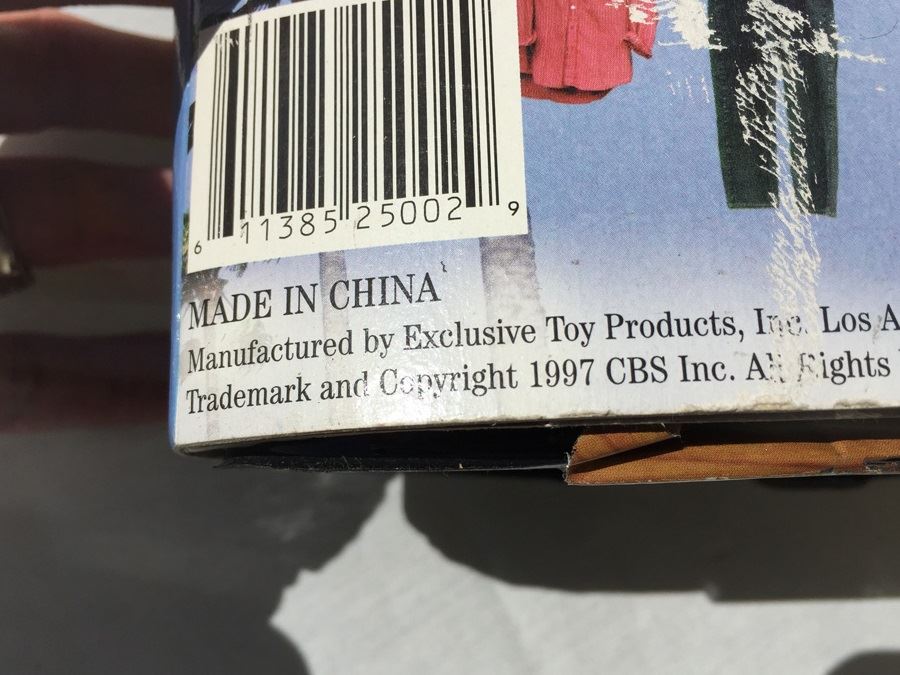 6 11385 25002 9
MADE IN CHINA
Manufactured by Exclusive Toy Products, Inc. Los A
Trademark and Copyright 1997 CBS Inc. All Rights